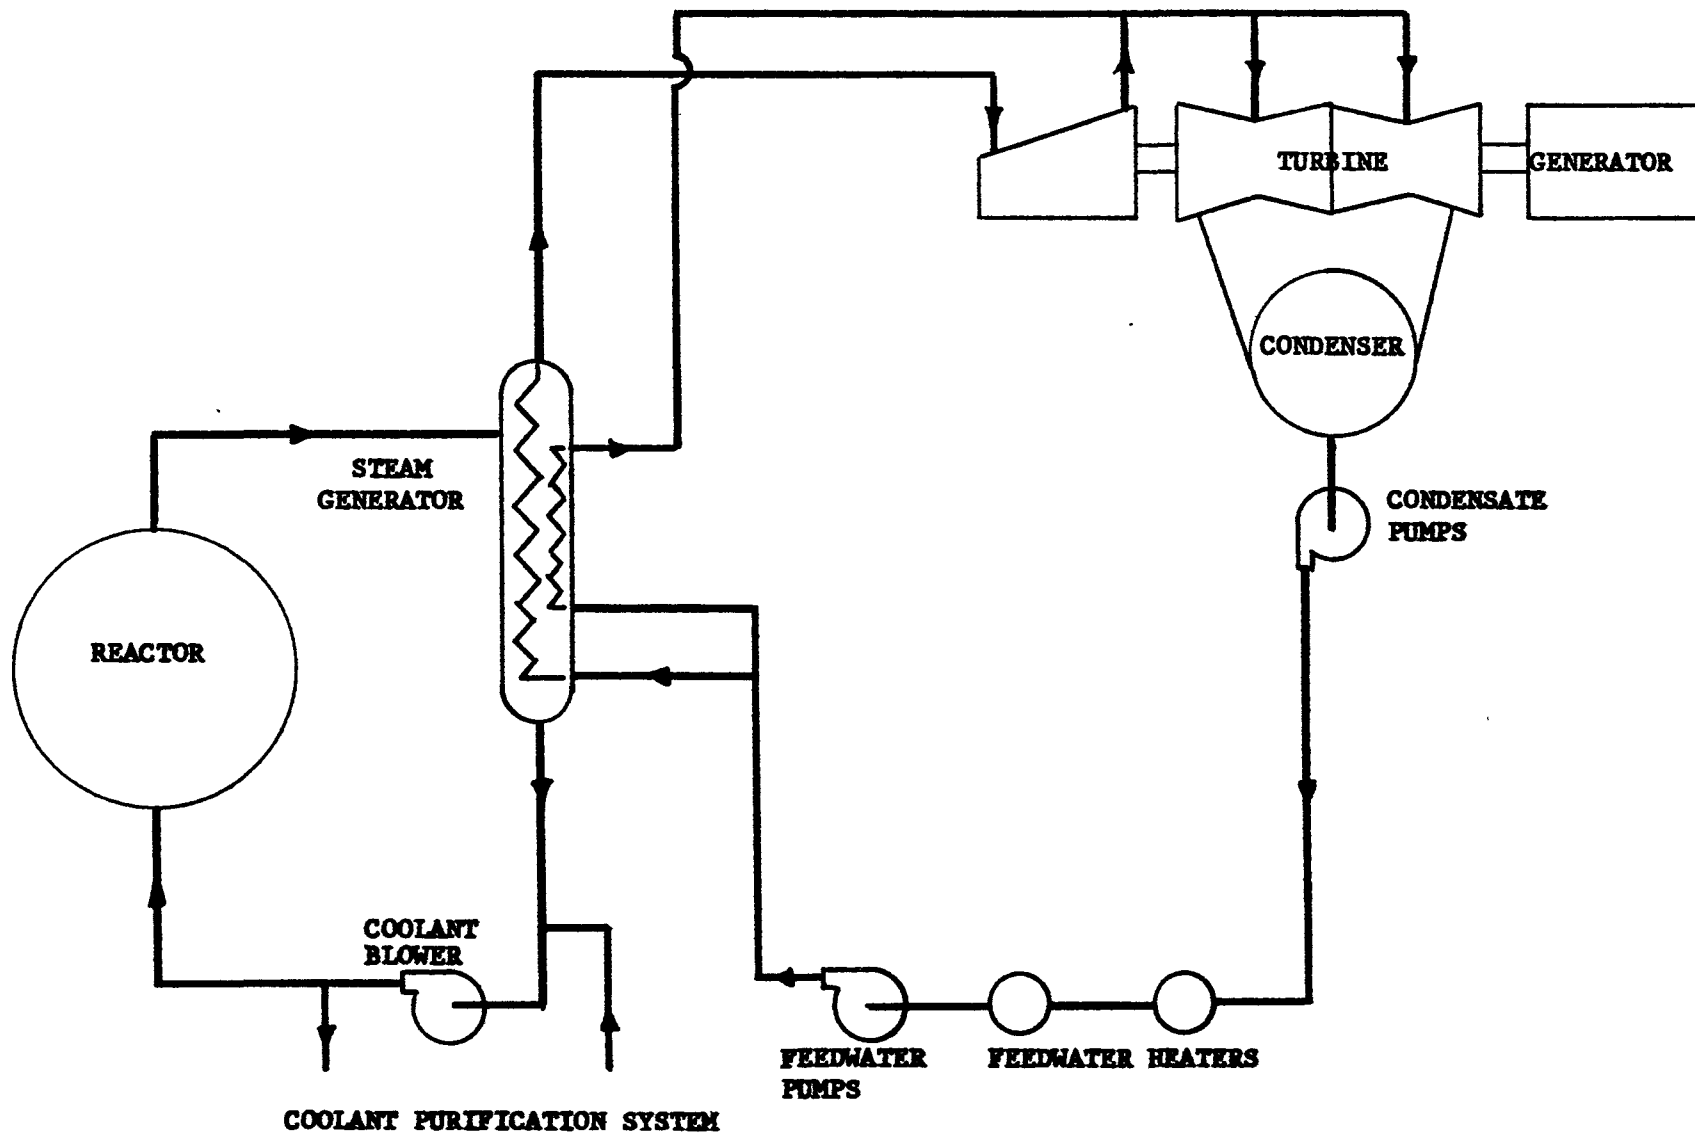 TURBINE
GENERATOR
CONDENSER
STEAM
GENERATOR
CONDENSATE
PUMPS
REACTOR
COOLANT
BLOWER
FEEDWATER
PUMPS
FEEDWATER HEATERS
COOLANT PURIFICATION SYSTEM